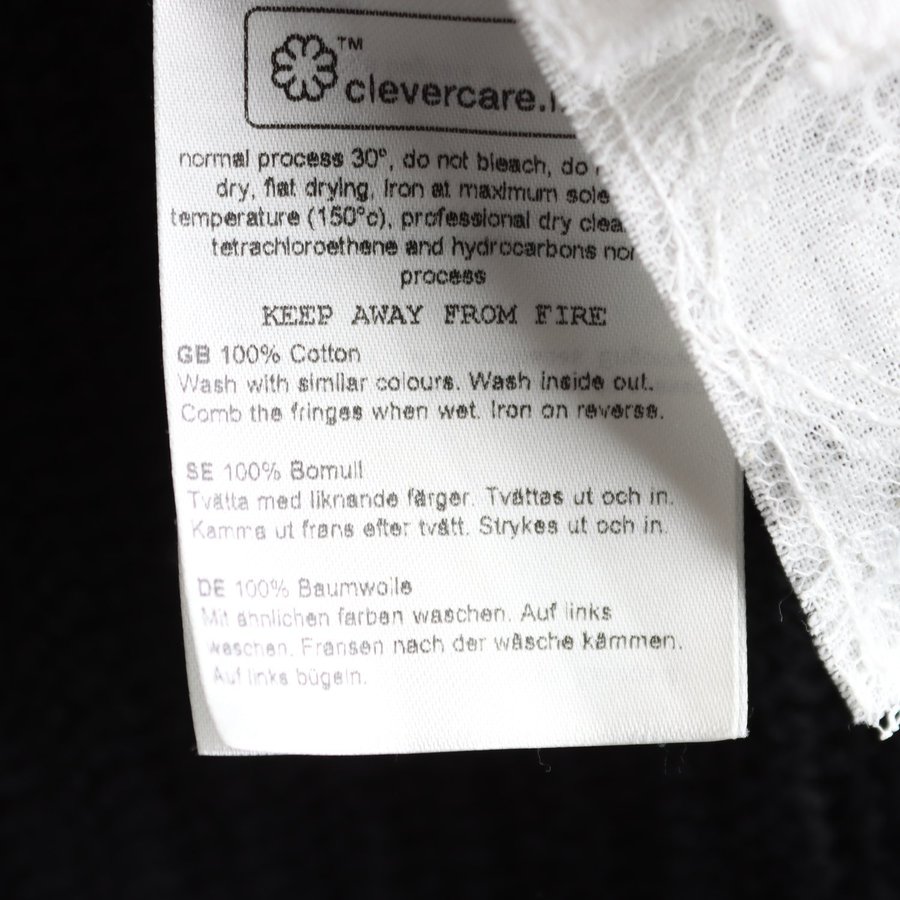 TM
clevercare.
normal process 30°, do not bleach, do
dry, flat drying, iron at maximum sole
temperature (150°c), professional dry
tetrachloroethene and hydrocarbons
process
KEEP AWAY FROM FIRE
GB 100% Cotton
Wash with similar colours. Wash inside out.
Comb the fringes when wet. Iron on reverse.
SE 100% Bomull
Tvätta med liknande färger. Tvättas ut och in.
Kamma ut frans efter tvätt. Strykes ut och in.
DE 100% Baumwolle
Mit ähnlichen farben waschen. Auf links
waschen. Fransen nach der wäsche kämmen.
Auf links bügeln.